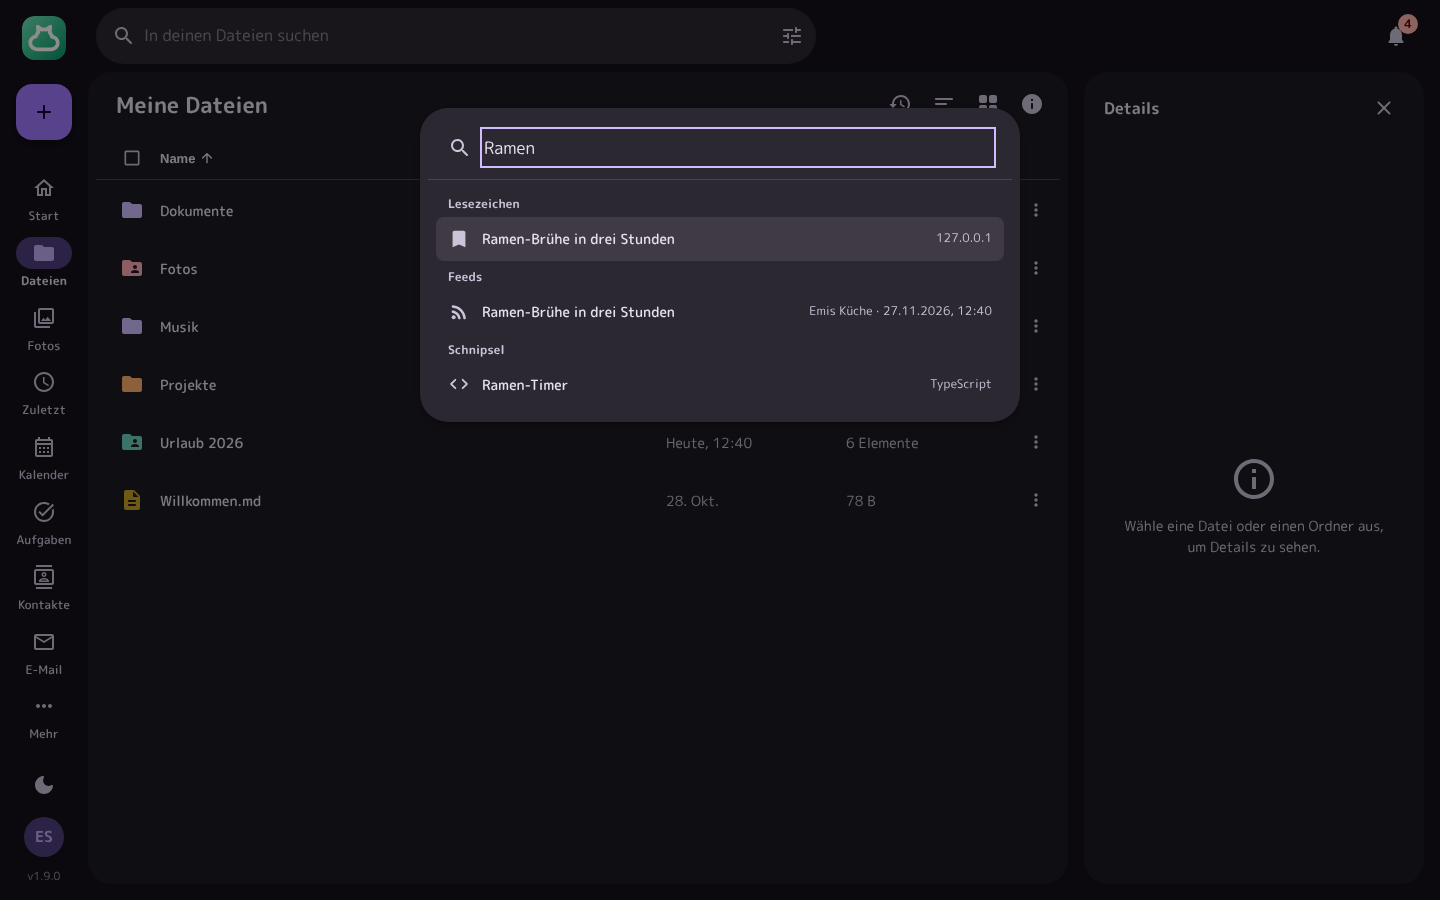 In deinen Dateien suchen
4
Meine Dateien
Details
Ramen
Name
Lesezeichen
Ramen-Brühe in drei Stunden
127.0.0.1
Feeds
Ramen-Brühe in drei Stunden
Emis Küche · 27.11.2026, 12:40
Schnipsel
Ramen-Timer
TypeScript
Dokumente
Fotos
Musik
Projekte
Urlaub 2026
Heute, 12:40
6 Elemente
Willkommen.md
28. Okt.
78 B
Wähle eine Datei oder einen Ordner aus,
um Details zu sehen.
Start
Dateien
Fotos
Zuletzt
Kalender
Aufgaben
Kontakte
E-Mail
Mehr
ES
v1.9.0